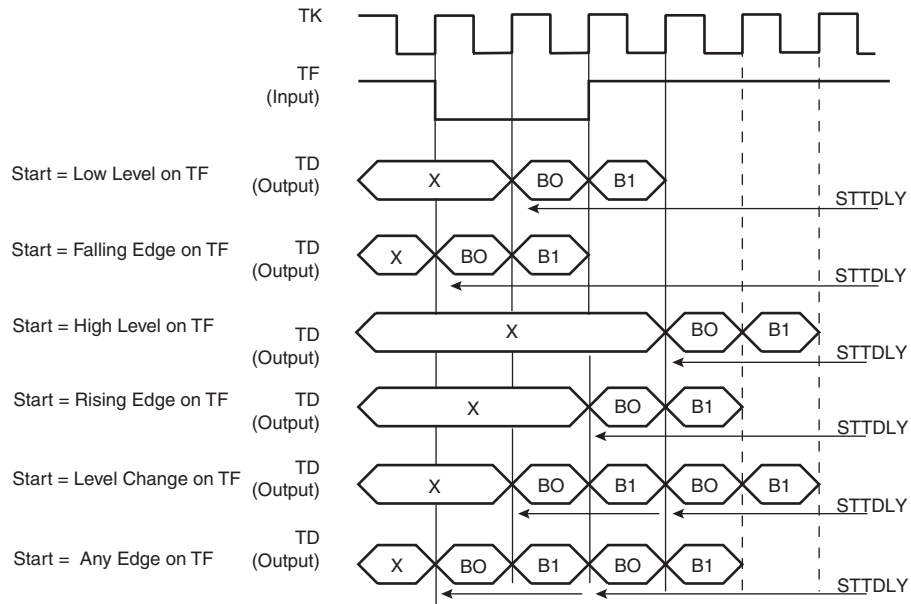 TK
TF
(Input)
Start = Low Level on TF
TD
(Output)
X
BO
B1
STTDLY
Start = Falling Edge on TF
TD
(Output)
X
BO
B1
STTDLY
Start = High Level on TF
TD
(Output)
X
BO
B1
STTDLY
Start = Rising Edge on TF
TD
(Output)
X
BO
B1
STTDLY
Start = Level Change on TF
TD
(Output)
X
BO
B1
BO
B1
STTDLY
Start = Any Edge on TF
TD
(Output)
X
BO
B1
BO
B1
STTDLY